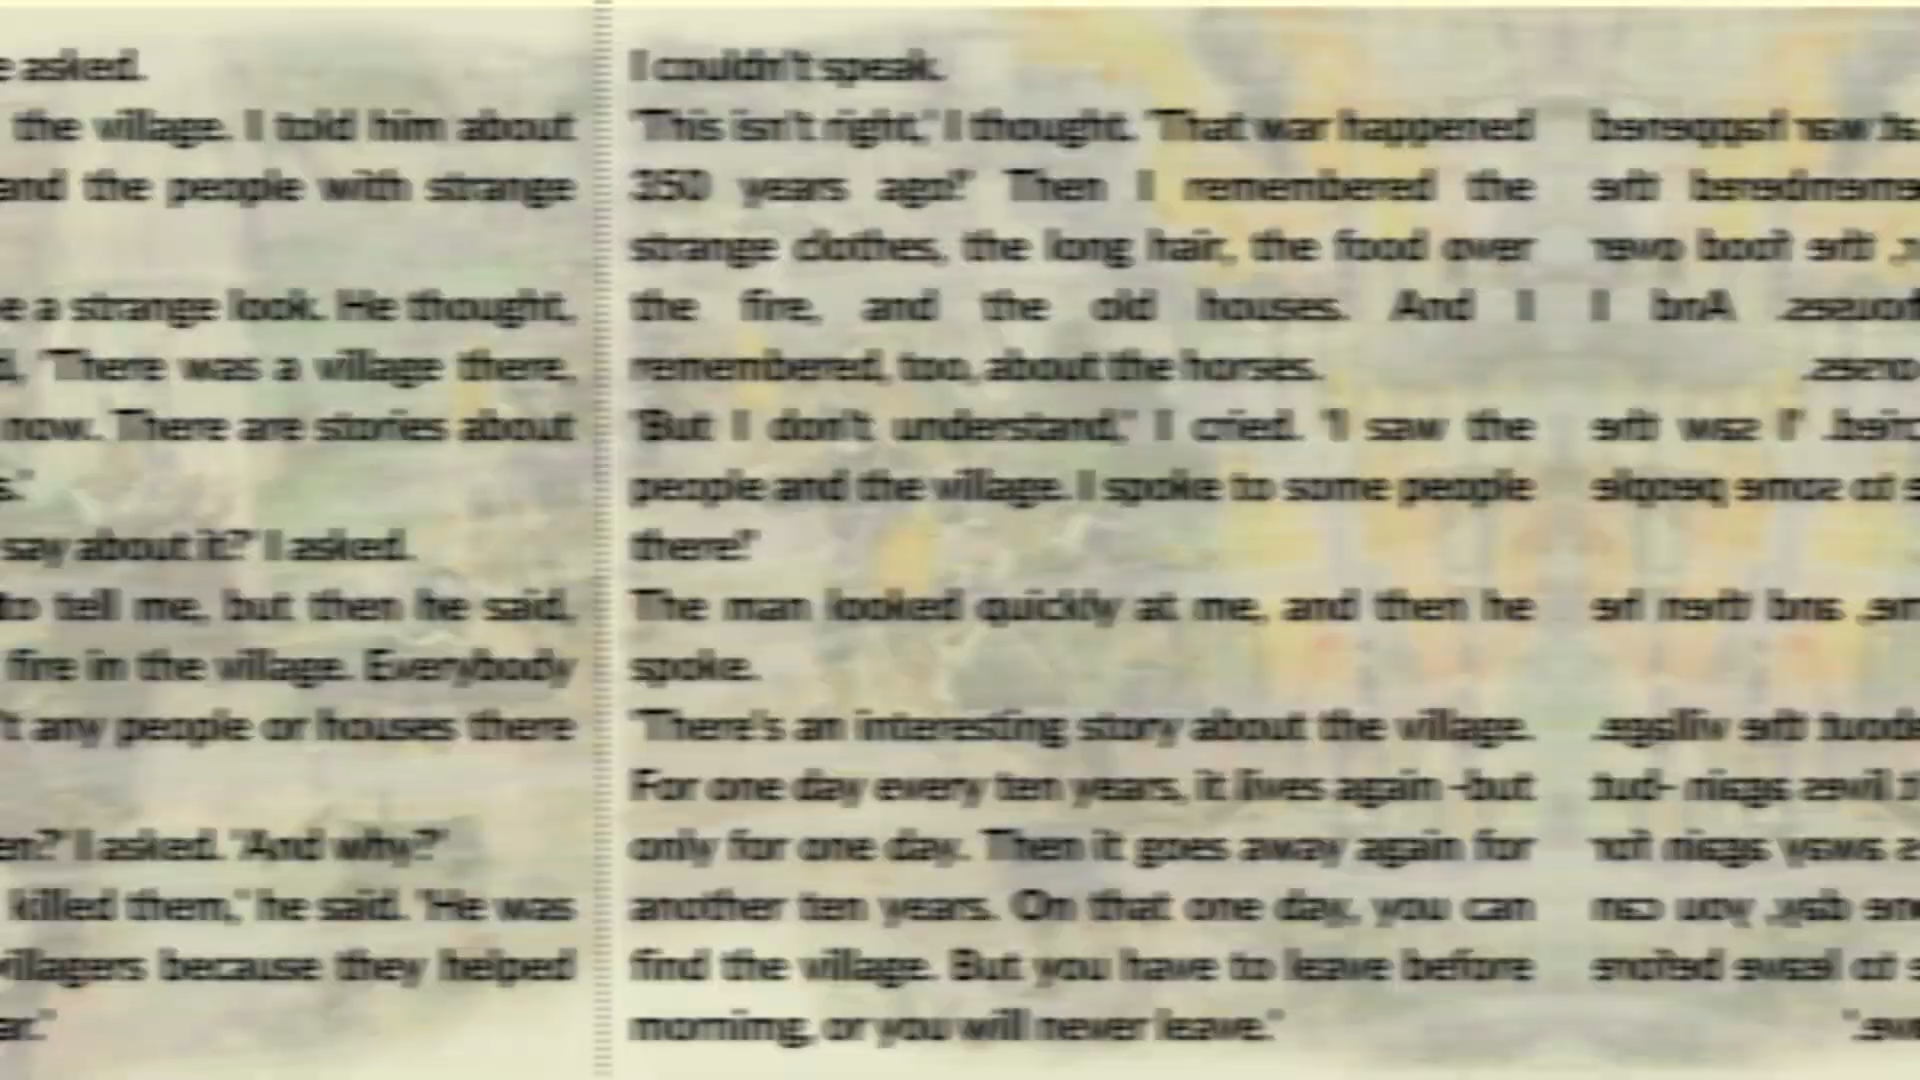 e asked.
the village. I told him about
and the people with strange
e a strange look. He thought,
d, "There was a village there,
now. There are stories about
s."
say about it?" I asked.
to tell me, but then he said,
fire in the village. Everybody
't any people or houses there
en?" I asked. "And why?"
killed them," he said. "He was
villagers because they helped
ar."
I couldn't speak.
"This isn't right," I thought. "That war happened
350 years ago!" Then I remembered the
strange clothes, the long hair, the food over
the fire, and the old houses. And I
remembered, too, about the horses.
"But I don't understand," I cried. "I saw the
people and the village. I spoke to some people
there!"
The man looked quickly at me, and then he
spoke.
"There's an interesting story about the village.
For one day every ten years, it lives again -but
only for one day. Then it goes away again for
another ten years. On that one day, you can
find the village. But you have to leave before
morning, or you will never leave."